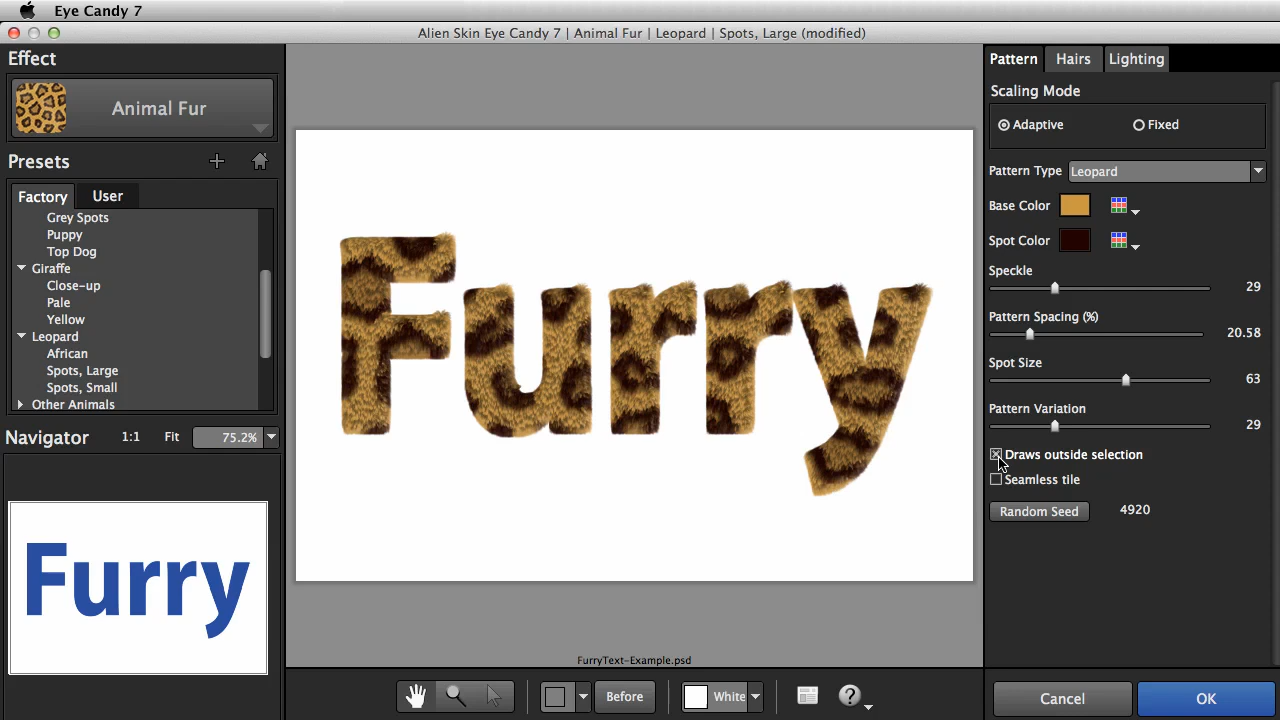 Eye Candy 7
Alien Skin Eye Candy 7 | Animal Fur | Leopard | Spots, Large (modified)
Effect
Animal Fur
Presets
Factory
User
Grey Spots
Puppy
Top Dog
Giraffe
Close-up
Pale
Yellow
Leopard
African
Spots, Large
Spots, Small
Other Animals
Navigator 1:1 Fit 75.2%
Furry
Furry
FurryText-Example.psd
Before
White
?
Pattern Hairs Lighting
Scaling Mode
Adaptive Fixed
Pattern Type Leopard
Base Color
Spot Color
Speckle
29
Pattern Spacing (%)
20.58
Spot Size
63
Pattern Variation
29
Draws outside selection
Seamless tile
Random Seed 4920
Cancel OK